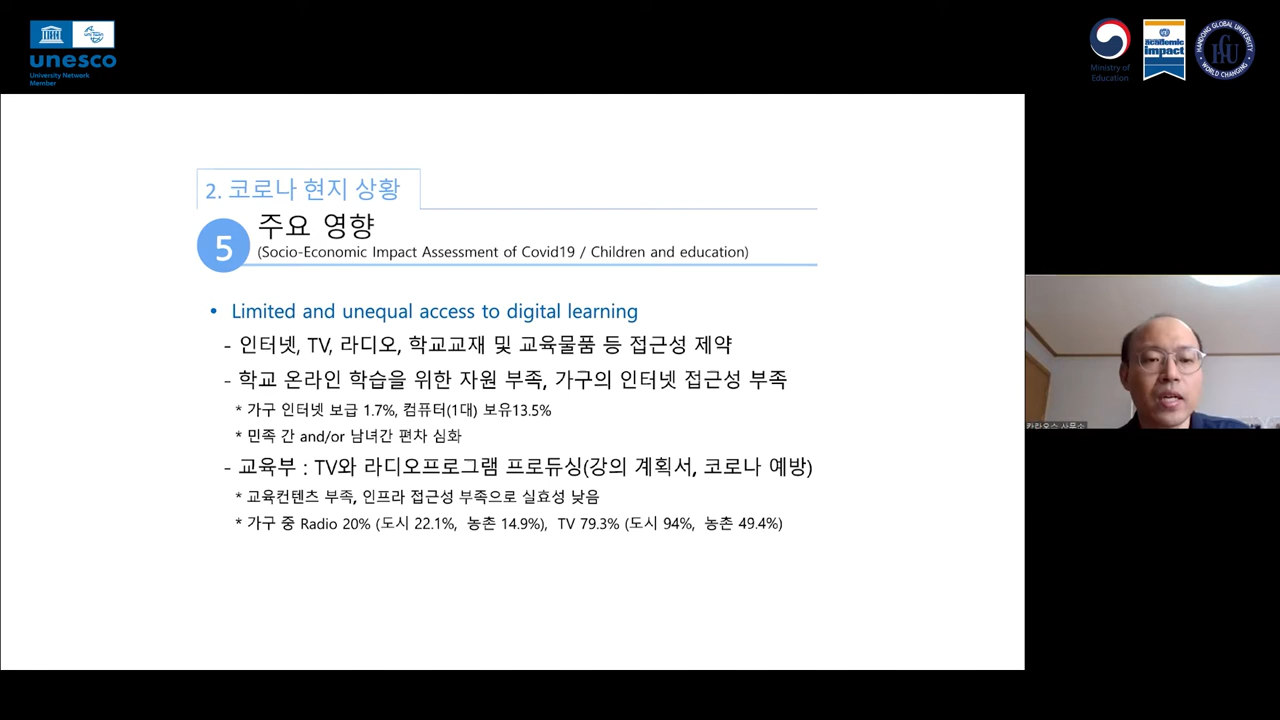 unesco
University Network
Member
Ministry of
Education
academic
impact
HANDONG GLOBAL UNIVERSITY
WORLD CHANGING
2. 코로나 현지 상황
5
주요 영향
(Socio-Economic Impact Assessment of Covid19 / Children and education)
• Limited and unequal access to digital learning
- 인터넷, TV, 라디오, 학교교재 및 교육물품 등 접근성 제약
- 학교 온라인 학습을 위한 자원 부족, 가구의 인터넷 접근성 부족
* 가구 인터넷 보급 1.7%, 컴퓨터(1대) 보유13.5%
* 민족 간 and/or 남녀간 편차 심화
- 교육부 : TV와 라디오프로그램 프로듀싱(강의 계획서, 코로나 예방)
* 교육컨텐츠 부족, 인프라 접근성 부족으로 실효성 낮음
* 가구 중 Radio 20% (도시 22.1%, 농촌 14.9%), TV 79.3% (도시 94%, 농촌 49.4%)